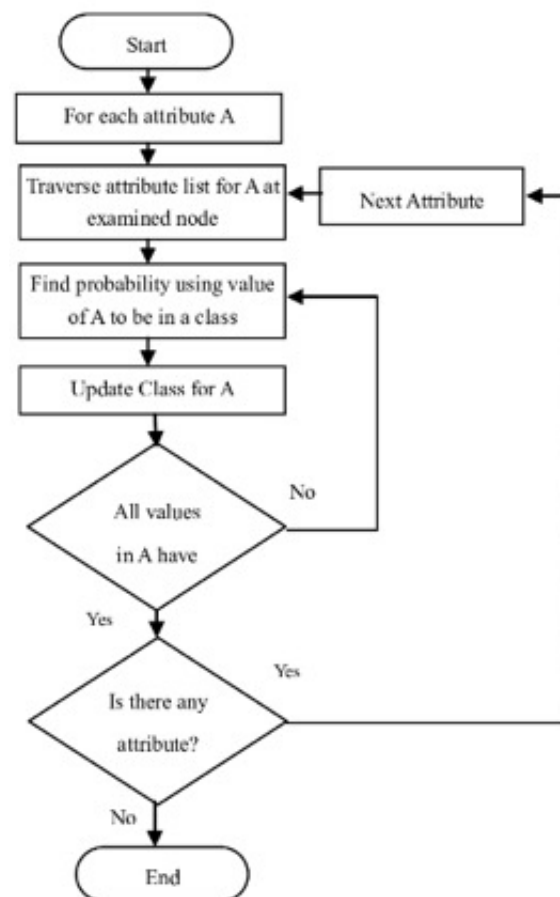 Start
For each attribute A
Traverse attribute list for A at
examined node
Next Attribute
Find probability using value
of A to be in a class
Update Class for A
No
All values
in A have
Yes
Yes
Is there any
attribute?
No
End